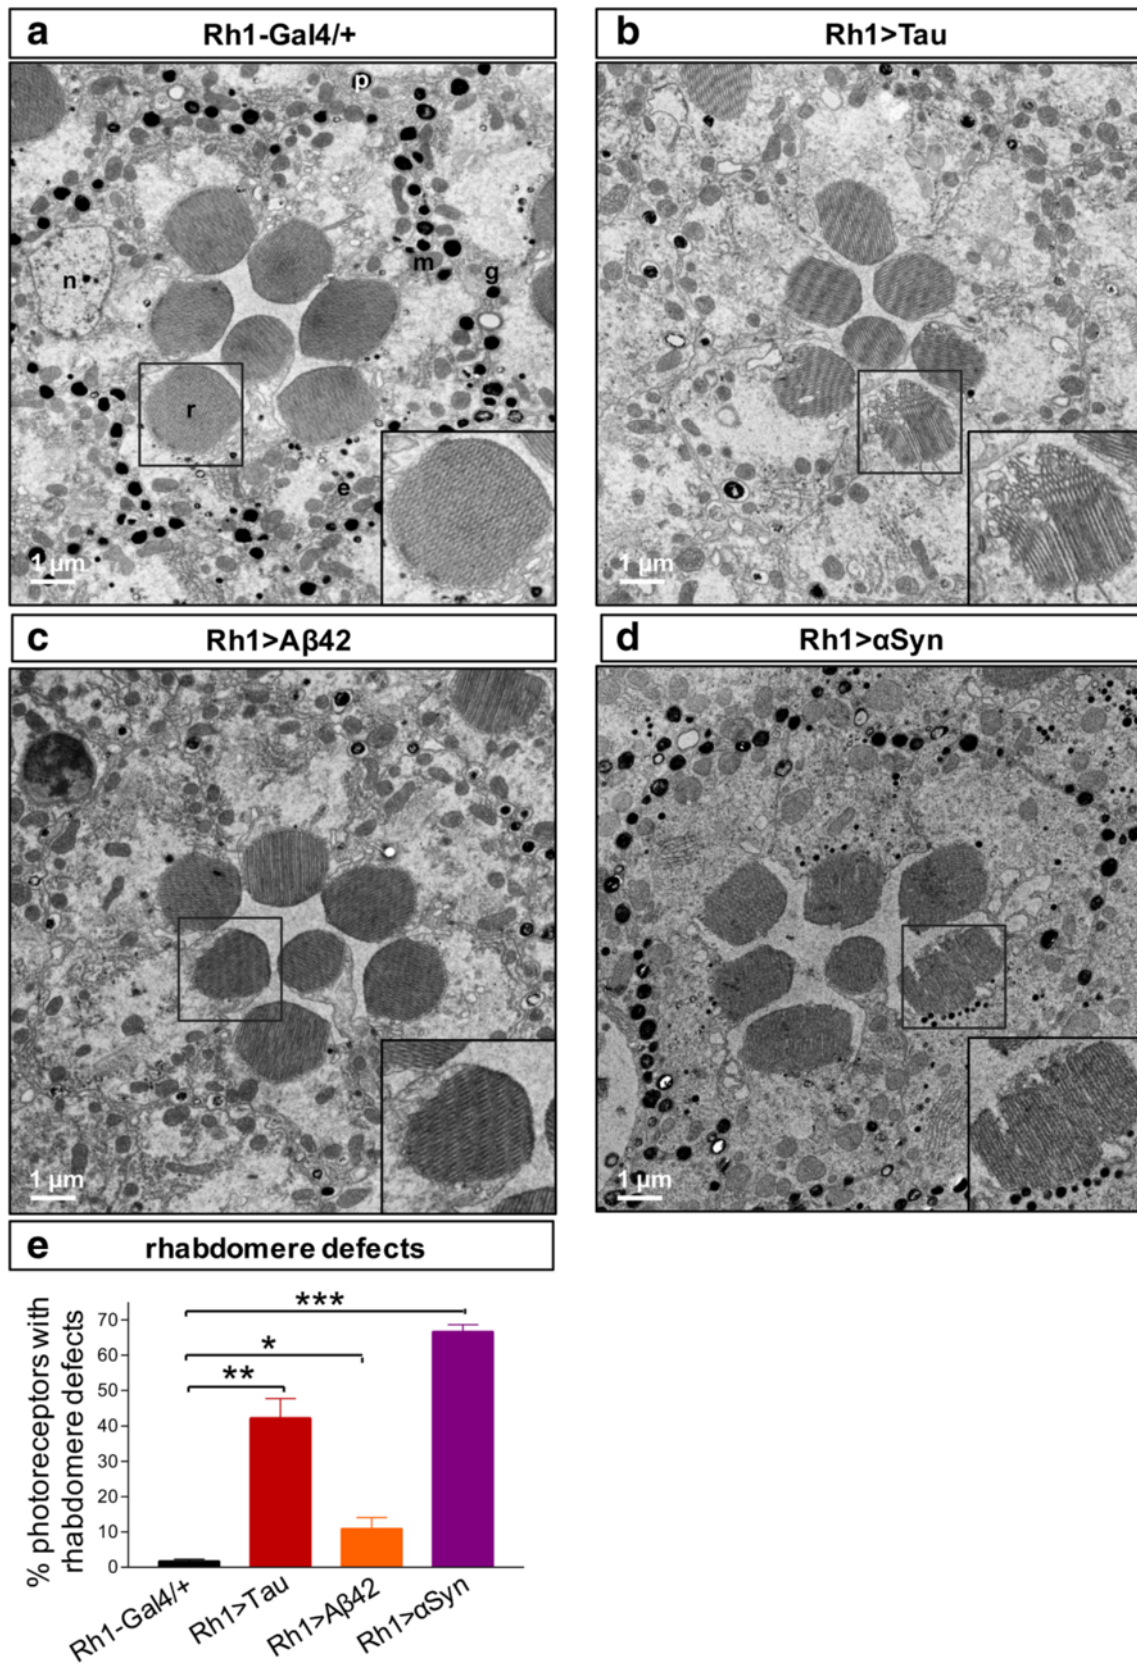 a Rh1-Gal4/+
b Rh1>Tau
p
n
m
g
r
e
1 µm
1 µm
c Rh1>Aβ42
d Rh1>αSyn
1 µm
1 µm
e rhabdomere defects
% photoreceptors with
rhabdomere defects
70
60
50
40
30
20
10
0
***
*
**
Rh1-Gal4/+
Rh1>Tau
Rh1>Aβ42
Rh1>αSyn